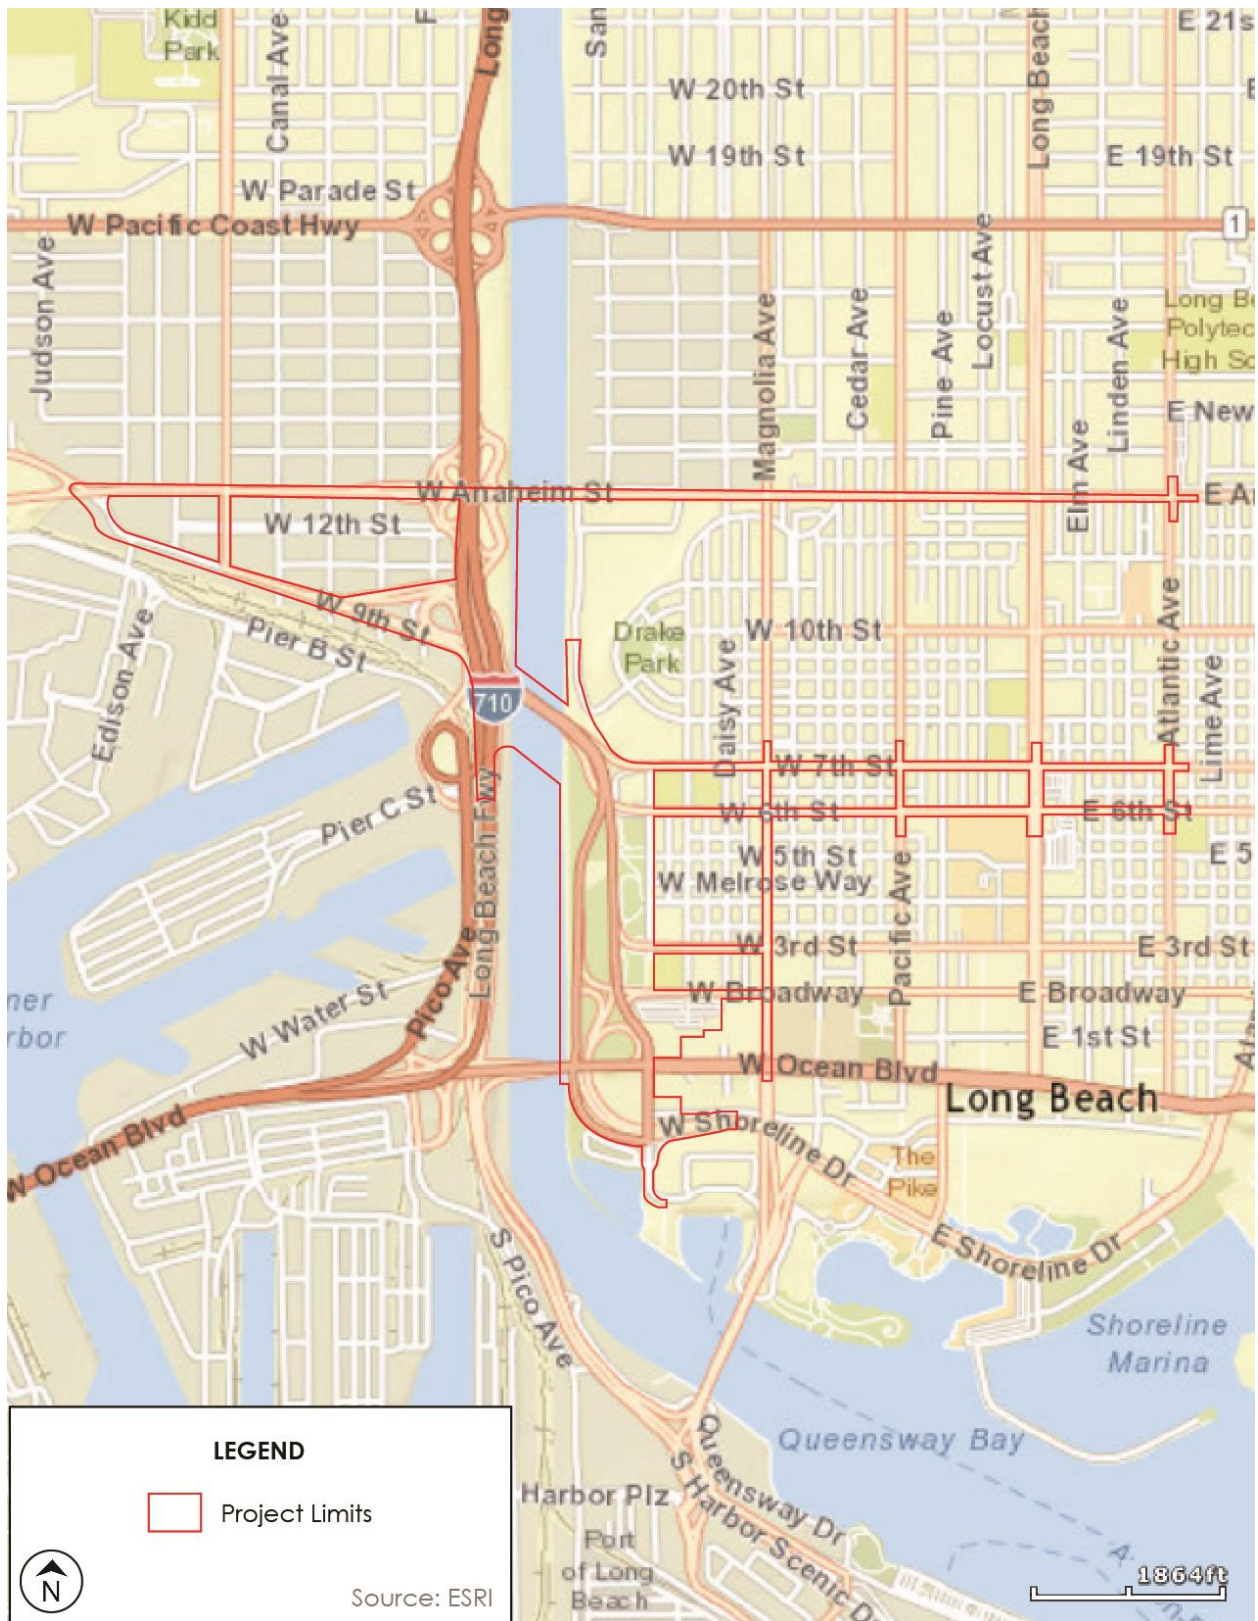 Kidd
Park
Canal Ave
F
Long
San
Long Beach
E 21s
E
W 20th St
W 19th St
E 19th St
W Parade St
W Pacific Coast Hwy
1
Judson Ave
Magnolia Ave
Cedar Ave
Pine Ave
Locust Ave
Linden Ave
Long Be
Polytec
High Sc
E New
Elm Ave
W Anaheim St
E A
W 12th St
W 9th St
Pier B St
Edison Ave
Drake
Park
W 10th St
Daisy Ave
Atlantic Ave
Lime Ave
710
W 7th St
W 6th St
E 6th St
Pier C St
Long Beach Fwy
W 5th St
E 5
W Melrose Way
Pacific Ave
W 3rd St
E 3rd St
Pico Ave
W Broadway
E Broadway
ner
rbor
W Water St
E 1st St
W Ocean Blvd
Long Beach
W Ocean Blvd
W Shoreline Dr
The
Pike
E Shoreline Dr
S Pico Ave
Shoreline
Marina
Queensway Bay
Queensway Dr
S Harbor Scenic D
Harbor Plz
Port
of Long
Beach
1864ft
LEGEND
Project Limits
N
Source: ESRI